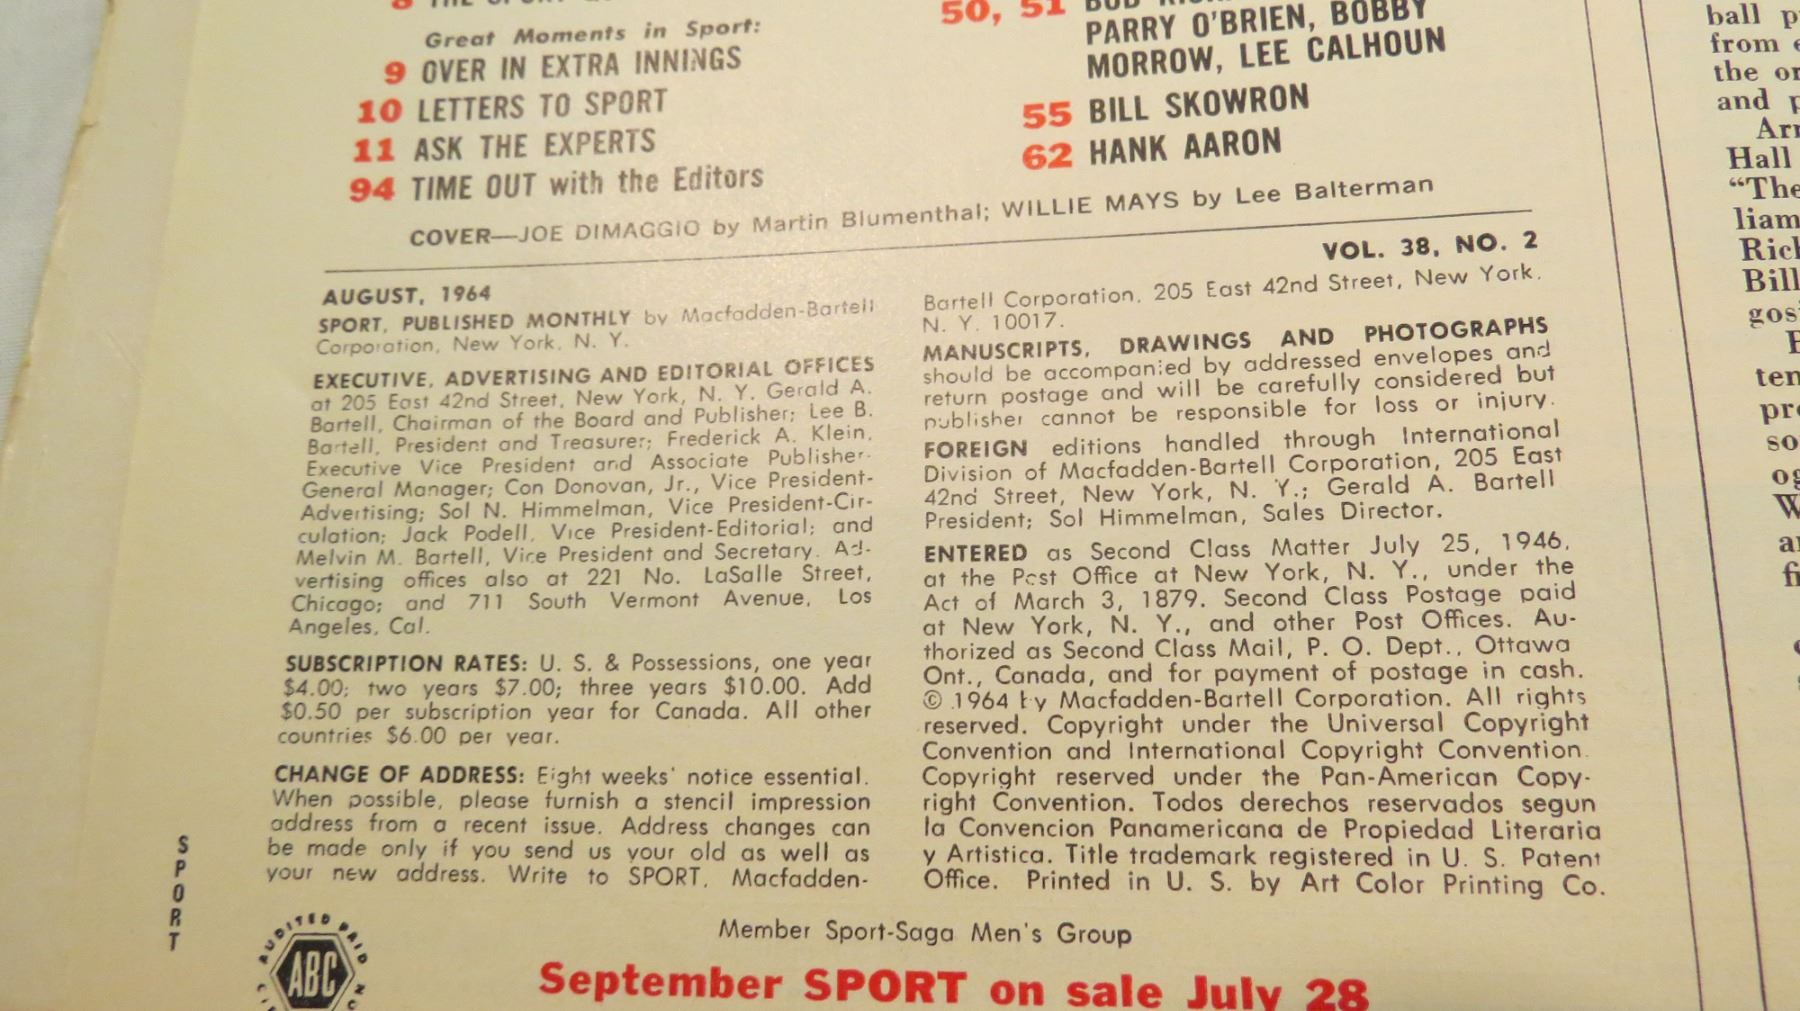 8 THE SPORT
Great Moments in Sport:
9 OVER IN EXTRA INNINGS
10 LETTERS TO SPORT
11 ASK THE EXPERTS
94 TIME OUT with the Editors
50, 51 BOB
PARRY O'BRIEN, BOBBY
MORROW, LEE CALHOUN
55 BILL SKOWRON
62 HANK AARON
COVER—JOE DIMAGGIO by Martin Blumenthal; WILLIE MAYS by Lee Balterman
VOL. 38, NO. 2
AUGUST, 1964
SPORT, PUBLISHED MONTHLY by Macfadden-Bartell
Corporation, New York, N. Y.
EXECUTIVE, ADVERTISING AND EDITORIAL OFFICES
at 205 East 42nd Street, New York, N. Y. Gerald A.
Bartell, Chairman of the Board and Publisher; Lee B.
Bartell, President and Treasurer; Frederick A. Klein,
Executive Vice President and Associate Publisher-
General Manager; Con Donovan, Jr., Vice President-
Advertising; Sol N. Himmelman, Vice President-Cir-
culation; Jack Podell, Vice President-Editorial; and
Melvin M. Bartell, Vice President and Secretary. Ad-
vertising offices also at 221 No. LaSalle Street,
Chicago; and 711 South Vermont Avenue, Los
Angeles, Cal.
SUBSCRIPTION RATES: U. S. & Possessions, one year
$4.00; two years $7.00; three years $10.00. Add
$0.50 per subscription year for Canada. All other
countries $6.00 per year.
CHANGE OF ADDRESS: Eight weeks' notice essential.
When possible, please furnish a stencil impression
address from a recent issue. Address changes can
be made only if you send us your old as well as
your new address. Write to SPORT, Macfadden-
Bartell Corporation, 205 East 42nd Street, New York,
N. Y. 10017.
MANUSCRIPTS, DRAWINGS AND PHOTOGRAPHS
should be accompanied by addressed envelopes and
return postage and will be carefully considered but
publisher cannot be responsible for loss or injury.
FOREIGN editions handled through International
Division of Macfadden-Bartell Corporation, 205 East
42nd Street, New York, N. Y.; Gerald A. Bartell
President; Sol Himmelman, Sales Director.
ENTERED as Second Class Matter July 25, 1946,
at the Post Office at New York, N. Y., under the
Act of March 3, 1879. Second Class Postage paid
at New York, N. Y., and other Post Offices. Au-
thorized as Second Class Mail, P. O. Dept., Ottawa
Ont., Canada, and for payment of postage in cash.
© 1964 by Macfadden-Bartell Corporation. All rights
reserved. Copyright under the Universal Copyright
Convention and International Copyright Convention.
Copyright reserved under the Pan-American Copy-
right Convention. Todos derechos reservados segun
la Convencion Panamericana de Propiedad Literaria
y Artistica. Title trademark registered in U. S. Patent
Office. Printed in U. S. by Art Color Printing Co.
SPORT
AUDITED PAID
ABC
Member Sport-Saga Men's Group
September SPORT on sale July 28
ball
from
the
and
Hall
"The